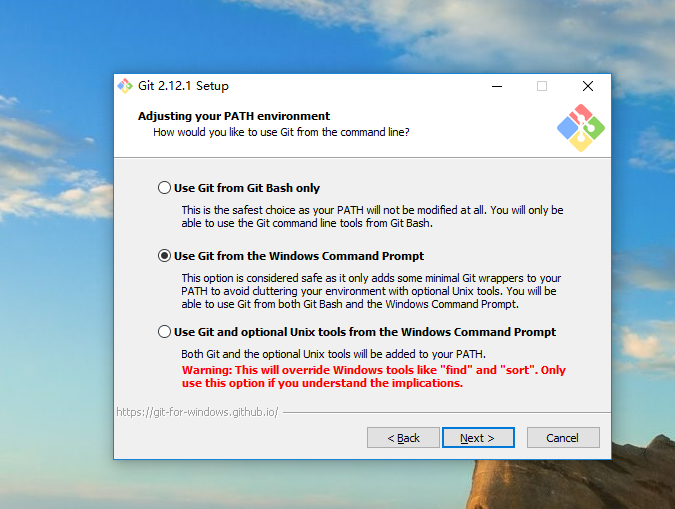 Git 2.12.1 Setup
Adjusting your PATH environment
How would you like to use Git from the command line?
Use Git from Git Bash only
This is the safest choice as your PATH will not be modified at all. You will only be
able to use the Git command line tools from Git Bash.
Use Git from the Windows Command Prompt
This option is considered safe as it only adds some minimal Git wrappers to your
PATH to avoid cluttering your environment with optional Unix tools. You will be
able to use Git from both Git Bash and the Windows Command Prompt.
Use Git and optional Unix tools from the Windows Command Prompt
Both Git and the optional Unix tools will be added to your PATH.
Warning: This will override Windows tools like "find" and "sort". Only
use this option if you understand the implications.
https://git-for-windows.github.io/
< Back Next > Cancel